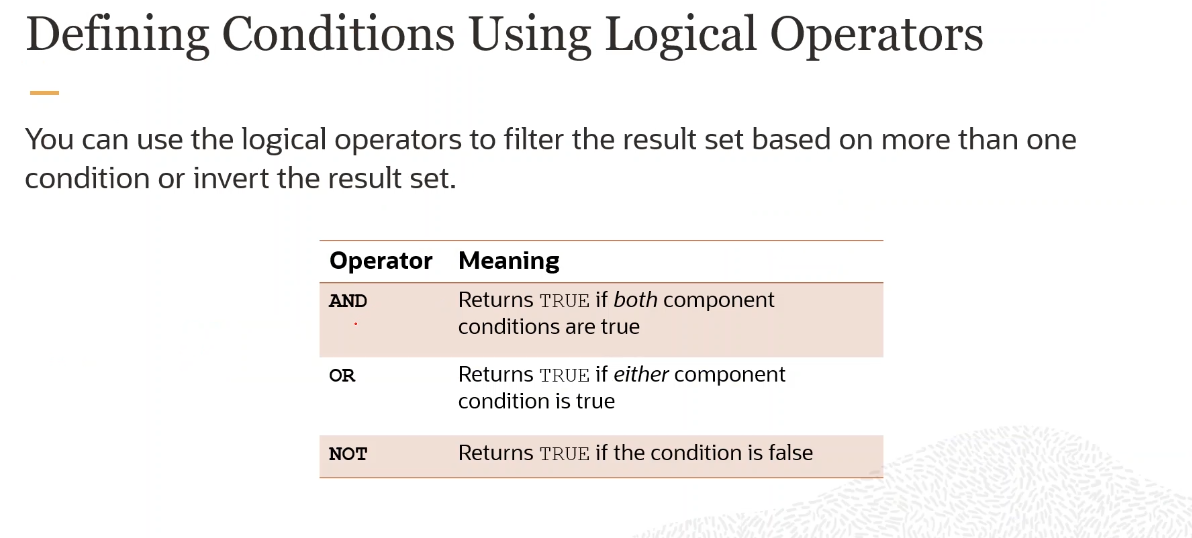 Defining Conditions Using Logical Operators
You can use the logical operators to filter the result set based on more than one
condition or invert the result set.
Operator Meaning
AND Returns TRUE if both component
conditions are true
OR Returns TRUE if either component
condition is true
NOT Returns TRUE if the condition is false